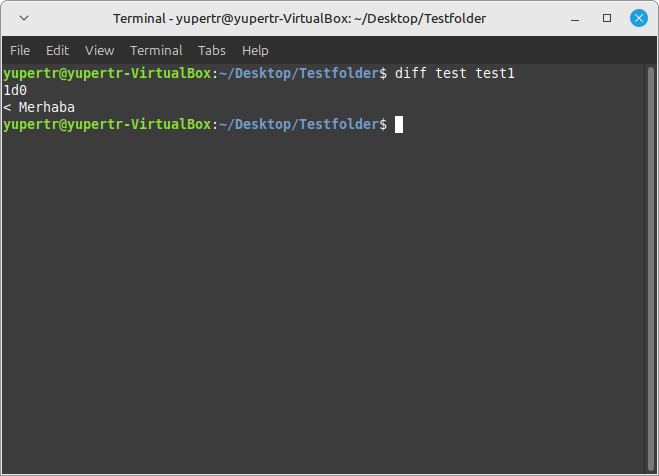 Terminal - yupertr@yupertr-VirtualBox: ~/Desktop/Testfolder
File Edit View Terminal Tabs Help
yupertr@yupertr-VirtualBox:~/Desktop/Testfolder$ diff test test1
1d0
< Merhaba
yupertr@yupertr-VirtualBox:~/Desktop/Testfolder$